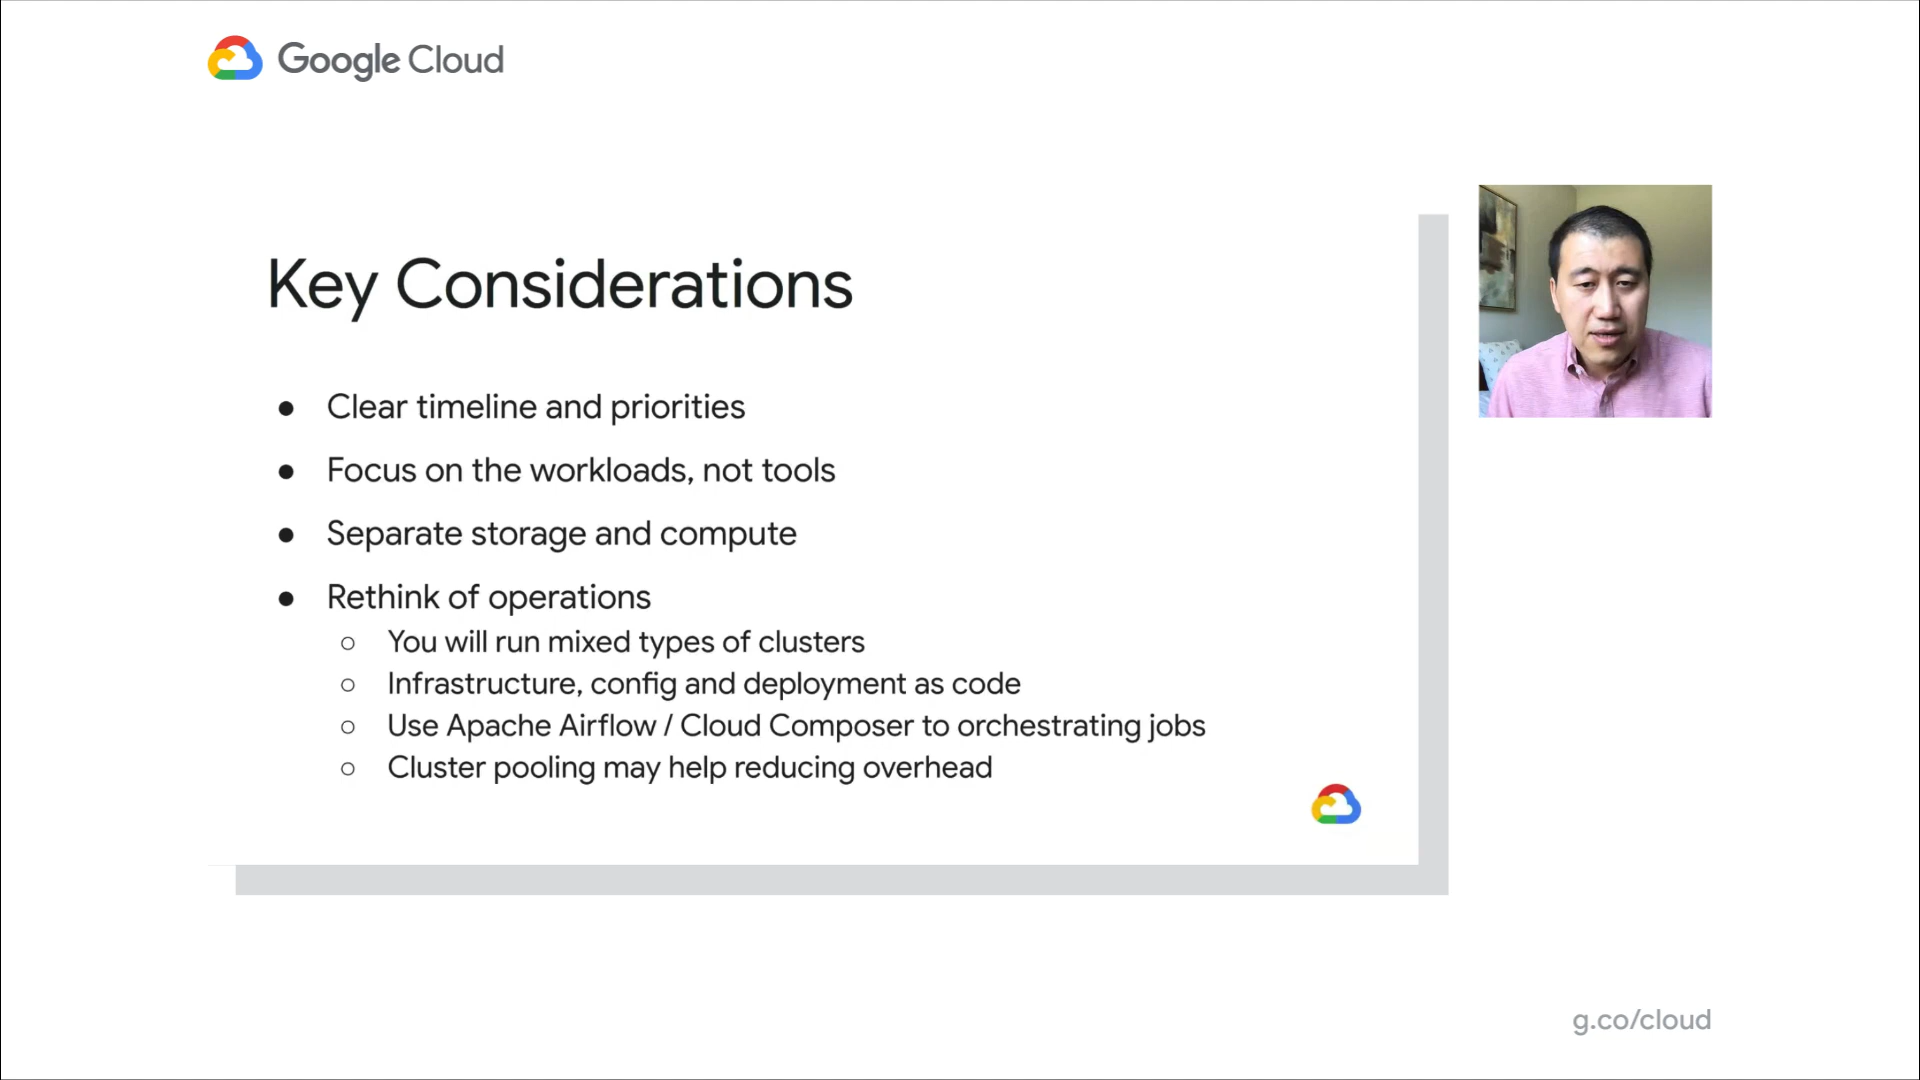 Google Cloud
Key Considerations
● Clear timeline and priorities
● Focus on the workloads, not tools
● Separate storage and compute
● Rethink of operations
○ You will run mixed types of clusters
○ Infrastructure, config and deployment as code
○ Use Apache Airflow / Cloud Composer to orchestrating jobs
○ Cluster pooling may help reducing overhead
g.co/cloud